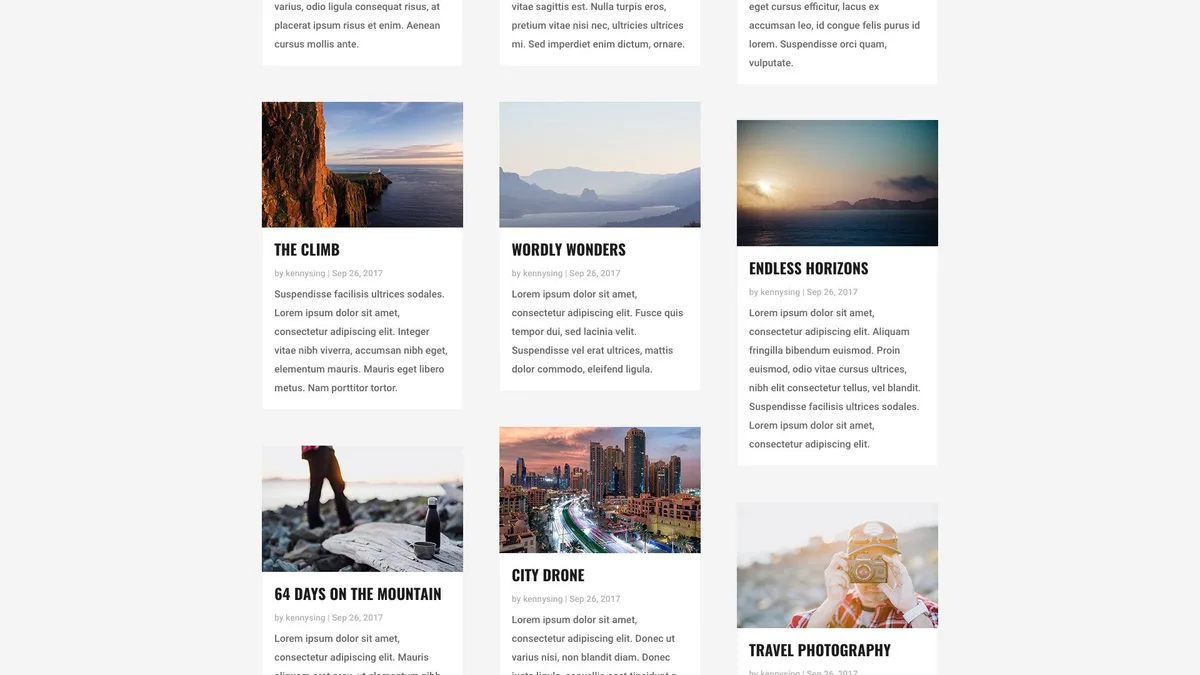 varius, odio ligula consequat risus, at
placerat ipsum risus et enim. Aenean
cursus mollis ante.
THE CLIMB
by kennysing | Sep 26, 2017
Suspendisse facilisis ultrices sodales.
Lorem ipsum dolor sit amet,
consectetur adipiscing elit. Integer
vitae nibh viverra, accumsan nibh eget,
elementum mauris. Mauris eget libero
metus. Nam porttitor tortor.
64 DAYS ON THE MOUNTAIN
by kennysing | Sep 26, 2017
Lorem ipsum dolor sit amet,
consectetur adipiscing elit. Mauris
vitae sagittis est. Nulla turpis eros,
pretium vitae nisi nec, ultricies ultrices
mi. Sed imperdiet enim dictum, ornare.
WORDLY WONDERS
by kennysing | Sep 26, 2017
Lorem ipsum dolor sit amet,
consectetur adipiscing elit. Fusce quis
tempor dui, sed lacinia velit.
Suspendisse vel erat ultrices, mattis
dolor commodo, eleifend ligula.
CITY DRONE
by kennysing | Sep 26, 2017
Lorem ipsum dolor sit amet,
consectetur adipiscing elit. Donec ut
varius nisi, non blandit diam. Donec
eget cursus efficitur, lacus ex
accumsan leo, id congue felis purus id
lorem. Suspendisse orci quam,
vulputate.
ENDLESS HORIZONS
by kennysing | Sep 26, 2017
Lorem ipsum dolor sit amet,
consectetur adipiscing elit. Aliquam
fringilla bibendum euismod. Proin
euismod, odio vitae cursus ultrices,
nibh elit consectetur tellus, vel blandit.
Suspendisse facilisis ultrices sodales.
Lorem ipsum dolor sit amet,
consectetur adipiscing elit.
TRAVEL PHOTOGRAPHY
by kennysing | Sep 26, 2017